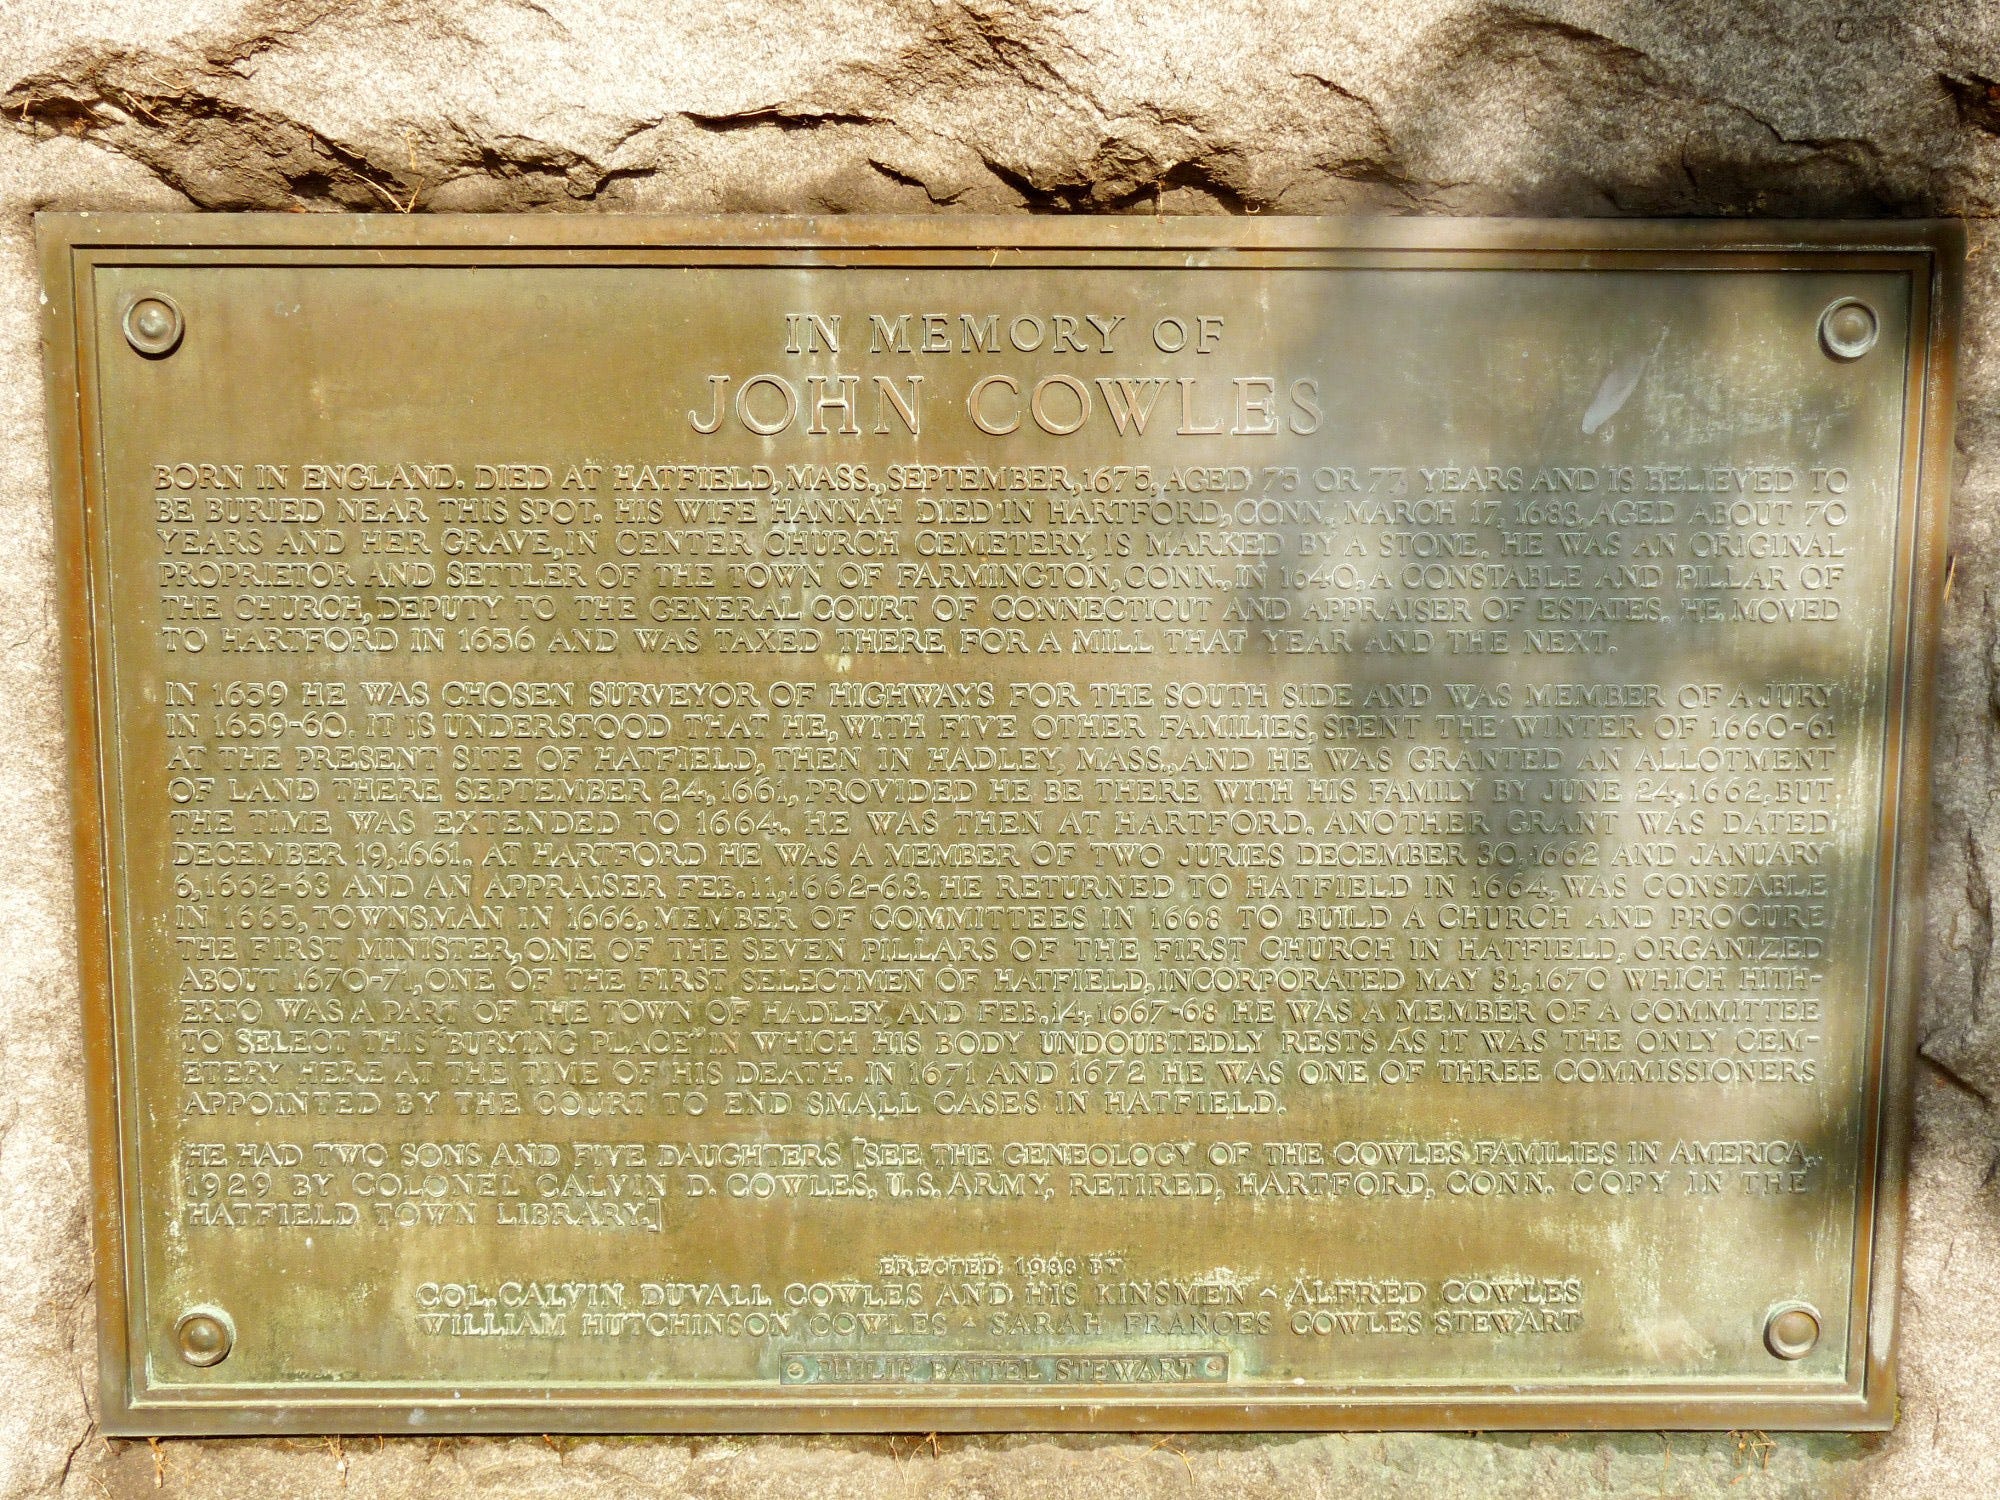 IN MEMORY OF
JOHN COWLES
BORN IN ENGLAND. DIED AT HATFIELD, MASS., SEPTEMBER, 1675, AGED 75 OR 77 YEARS AND IS BELIEVED TO
BE BURIED NEAR THIS SPOT. HIS WIFE HANNAH DIED IN HARTFORD, CONN., MARCH 17, 1683, AGED ABOUT 70
YEARS AND HER GRAVE, IN CENTER CHURCH CEMETERY, IS MARKED BY A STONE. HE WAS AN ORIGINAL
PROPRIETOR AND SETTLER OF THE TOWN OF FARMINGTON, CONN., IN 1640, A CONSTABLE AND PILLAR OF
THE CHURCH, DEPUTY TO THE GENERAL COURT OF CONNECTICUT AND APPRAISER OF ESTATES. HE MOVED
TO HARTFORD IN 1656 AND WAS TAXED THERE FOR A MILL THAT YEAR AND THE NEXT.
IN 1659 HE WAS CHOSEN SURVEYOR OF HIGHWAYS FOR THE SOUTH SIDE AND WAS MEMBER OF A JURY
IN 1659-60. IT IS UNDERSTOOD THAT HE, WITH FIVE OTHER FAMILIES, SPENT THE WINTER OF 1660-61
AT THE PRESENT SITE OF HATFIELD, THEN IN HADLEY, MASS., AND HE WAS GRANTED AN ALLOTMENT
OF LAND THERE SEPTEMBER 24, 1661, PROVIDED HE BE THERE WITH HIS FAMILY BY JUNE 24, 1662, BUT
THE TIME WAS EXTENDED TO 1664. HE WAS THEN AT HARTFORD. ANOTHER GRANT WAS DATED
DECEMBER 19, 1661. AT HARTFORD HE WAS A MEMBER OF TWO JURIES DECEMBER 30, 1662 AND JANUARY
6, 1662-63 AND AN APPRAISER FEB. 11, 1662-63. HE RETURNED TO HATFIELD IN 1664, WAS CONSTABLE
IN 1665, TOWNSMAN IN 1666, MEMBER OF COMMITTEES IN 1668 TO BUILD A CHURCH AND PROCURE
THE FIRST MINISTER, ONE OF THE SEVEN PILLARS OF THE FIRST CHURCH IN HATFIELD, ORGANIZED
ABOUT 1670-71, ONE OF THE FIRST SELECTMEN OF HATFIELD, INCORPORATED MAY 31, 1670 WHICH HITH-
ERTO WAS A PART OF THE TOWN OF HADLEY, AND FEB. 14, 1667-68 HE WAS A MEMBER OF A COMMITTEE
TO SELECT THIS "BURYING PLACE" IN WHICH HIS BODY UNDOUBTEDLY RESTS AS IT WAS THE ONLY CEM-
ETERY HERE AT THE TIME OF HIS DEATH. IN 1671 AND 1672 HE WAS ONE OF THREE COMMISSIONERS
APPOINTED BY THE COURT TO END SMALL CASES IN HATFIELD.
HE HAD TWO SONS AND FIVE DAUGHTERS [SEE THE GENEOLOGY OF THE COWLES FAMILIES IN AMERICA,
1929 BY COLONEL CALVIN D. COWLES, U.S. ARMY, RETIRED, HARTFORD, CONN. COPY IN THE
HATFIELD TOWN LIBRARY.]
ERECTED 1933 BY
COL. CALVIN DUVALL COWLES AND HIS KINSMEN - ALFRED COWLES
WILLIAM HUTCHINSON COWLES - SARAH FRANCES COWLES STEWART
PHILIP BATTEL STEWART